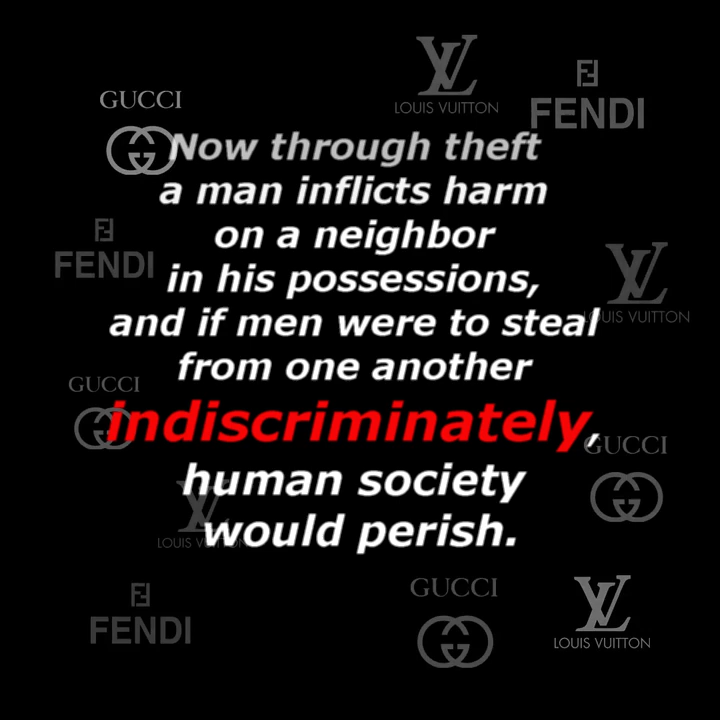 GUCCI
LOUIS VUITTON
FENDI
Now through theft
a man inflicts harm
on a neighbor
FENDI
in his possessions,
LOUIS VUITTON
and if men were to steal
from one another
GUCCI
indiscriminately,
GUCCI
human society
would perish.
LOUIS VUITTON
GUCCI
FENDI
LOUIS VUITTON